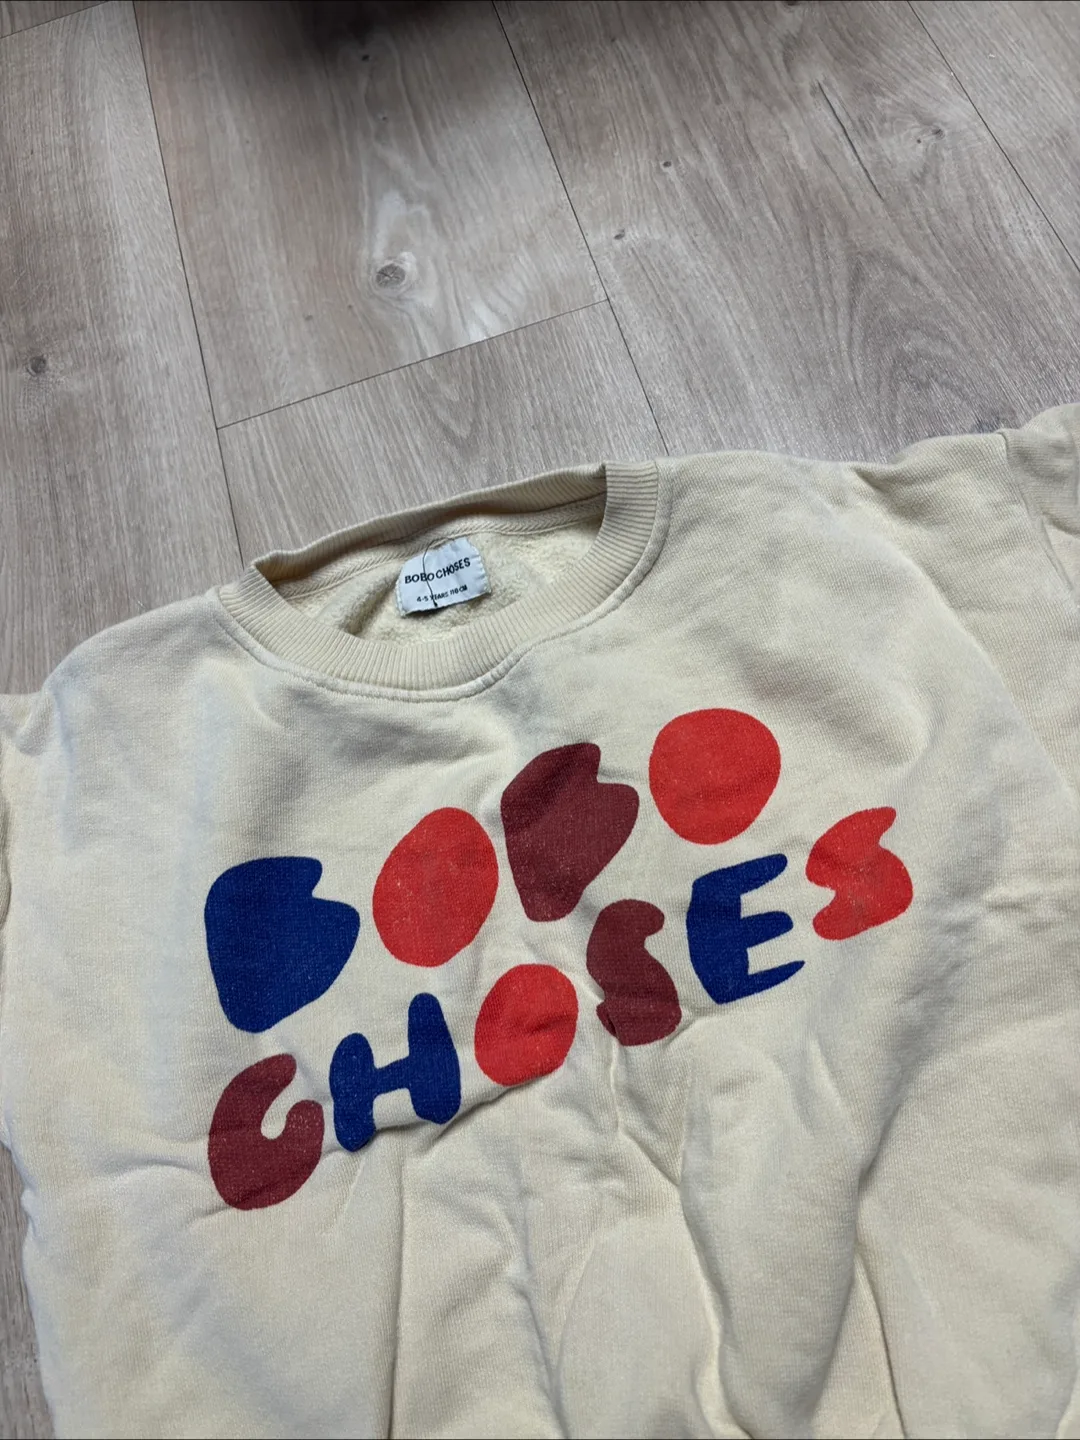 BOBO CHOSES
4-5 YEARS 110 CM
BOBO
CHOSES